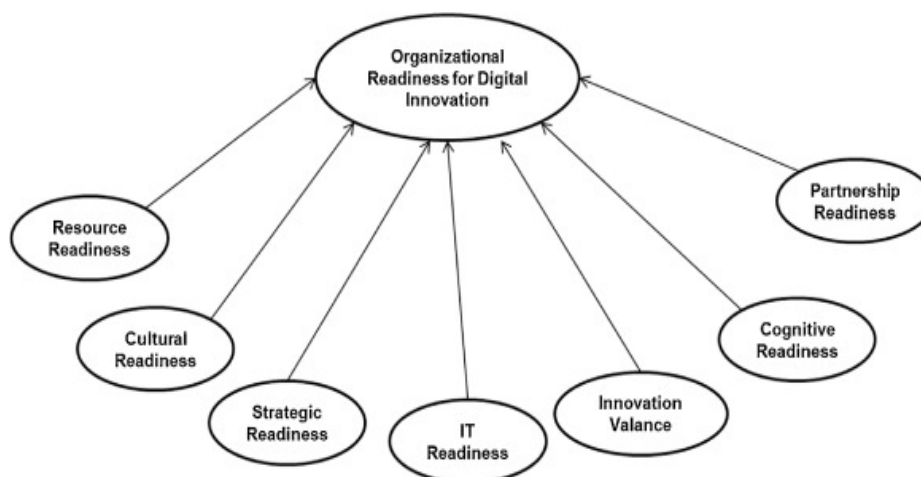 Organizational
Readiness for Digital
Innovation
Resource
Readiness
Cultural
Readiness
Strategic
Readiness
IT
Readiness
Innovation
Valance
Cognitive
Readiness
Partnership
Readiness